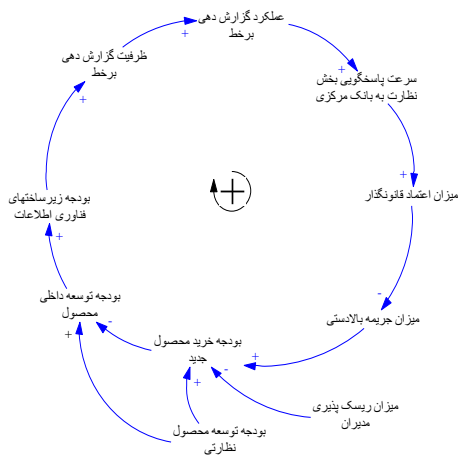 عملکرد گزارش دهی
برخط
+
ظرفیت گزارش دهی
برخط
+
سرعت پاسخگویی بخش
نظارت به بانک مرکزی
+
میزان اعتماد قانونگذار
+
میزان جریمه بالادستی
-
بودجه خرید محصول
جدید
+
-
+
میزان ریسک پذیری
مدیران
بودجه توسعه محصول
نظارتی
بودجه توسعه داخلی
محصول
-
+
بودجه زیرساختهای
فناوری اطلاعات
+
+